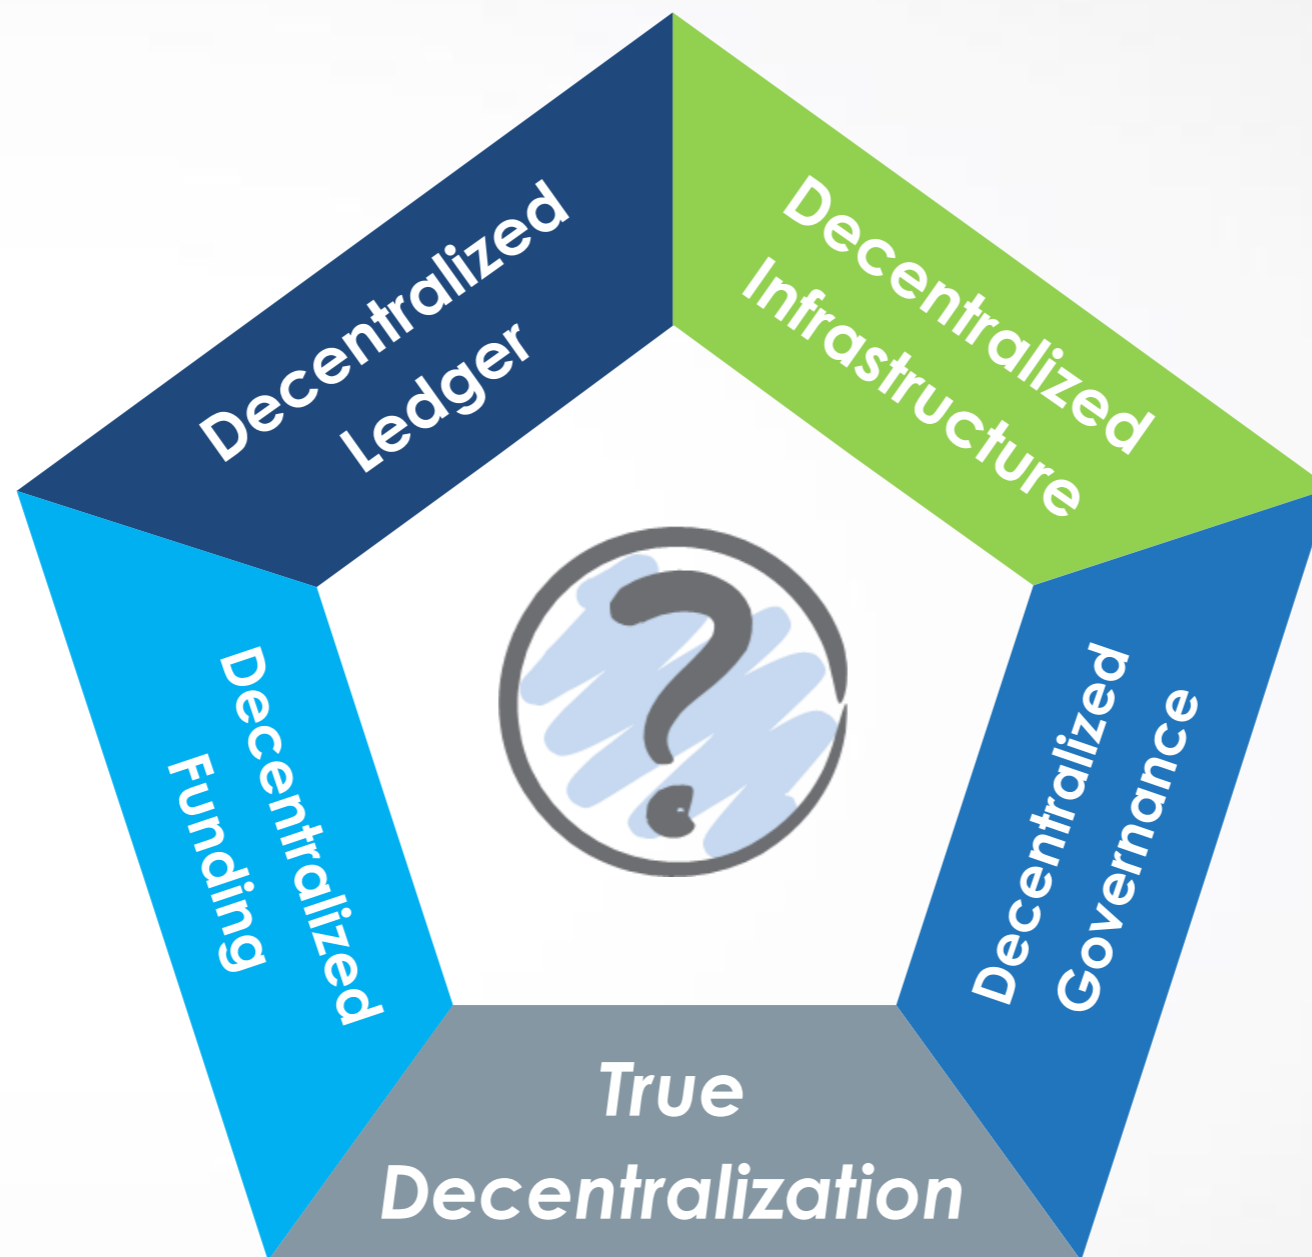 Decentralized
Ledger
Decentralized
Infrastructure
Decentralized
Funding
Decentralized
Governance
?
True
Decentralization